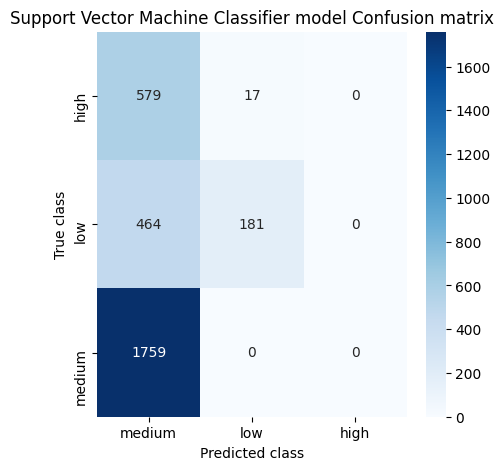 Support Vector Machine Classifier model Confusion matrix
True class
high
low
medium
579 17 0
464 181 0
1759 0 0
medium low high
Predicted class
1600
1400
1200
1000
800
600
400
200
0